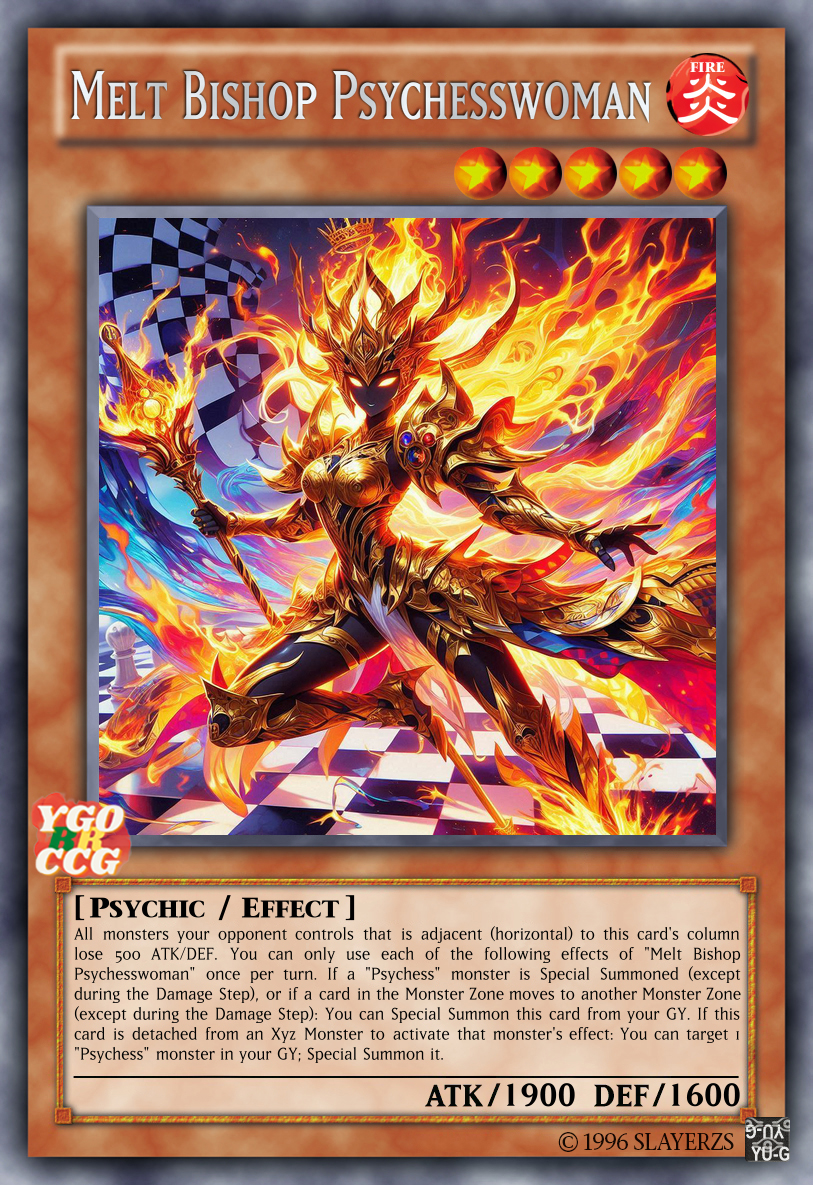 MELT BISHOP PSYCHESSWOMAN
FIRE
炎
YGO
BR
CCG
[ PSYCHIC / EFFECT ]
All monsters your opponent controls that is adjacent (horizontal) to this card's column
lose 500 ATK/DEF. You can only use each of the following effects of "Melt Bishop
Psychesswoman" once per turn. If a "Psychess" monster is Special Summoned (except
during the Damage Step), or if a card in the Monster Zone moves to another Monster Zone
(except during the Damage Step): You can Special Summon this card from your GY. If this
card is detached from an Xyz Monster to activate that monster's effect: You can target 1
"Psychess" monster in your GY; Special Summon it.
ATK/1900 DEF/1600
© 1996 SLAYERZS
YU-G
YU-G